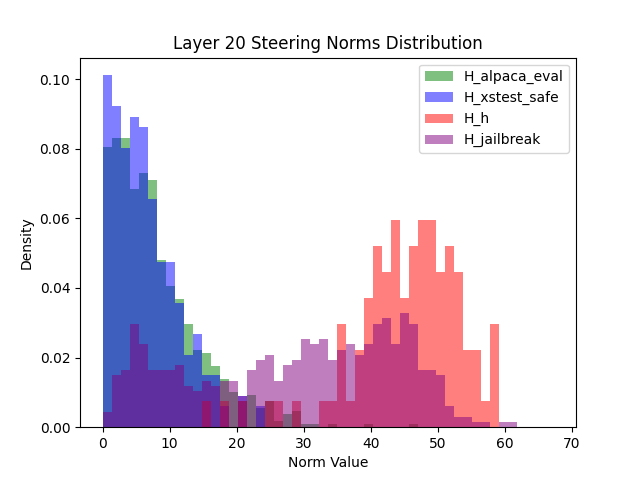 Layer 20 Steering Norms Distribution
H_alpaca_eval
H_xstest_safe
H_h
H_jailbreak
Density
0.10
0.08
0.06
0.04
0.02
0.00
0 10 20 30 40 50 60 70
Norm Value